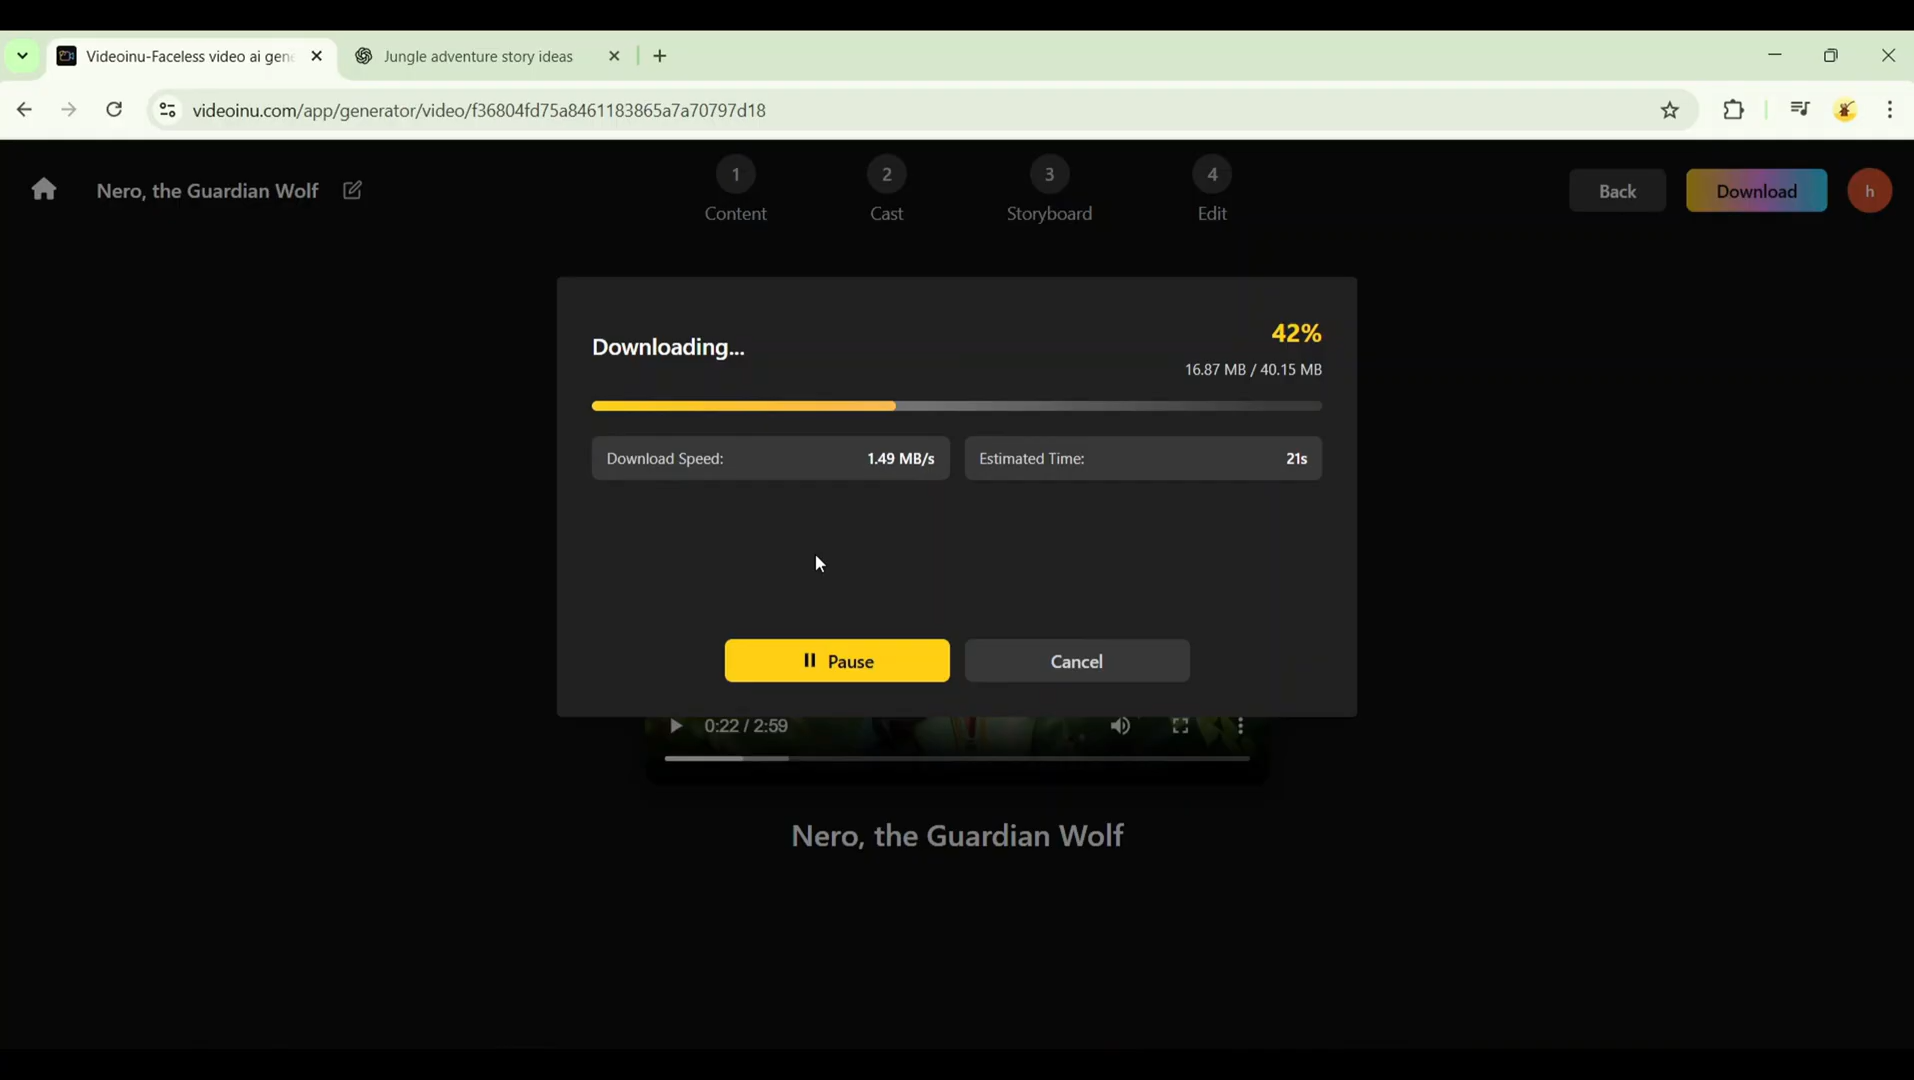 Videoinu-Faceless video ai gene
Jungle adventure story ideas
videoinu.com/app/generator/video/f36804fd75a8461183865a7a70797d18
Nero, the Guardian Wolf
1
Content
2
Cast
3
Storyboard
4
Edit
Back
Download
h
Downloading...
42%
16.87 MB / 40.15 MB
Download Speed: 1.49 MB/s
Estimated Time: 21s
Pause
Cancel
0:22 / 2:59
Nero, the Guardian Wolf